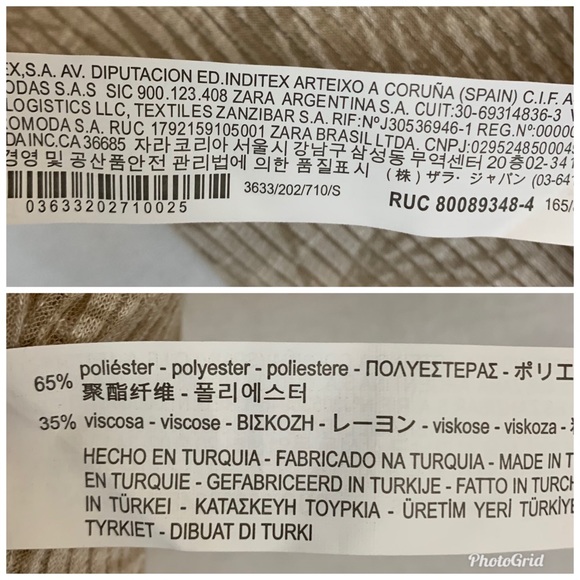 EX,S.A. AV. DIPUTACION ED.INDITEX ARTEIXO A CORUÑA (SPAIN) C.I.F. A
ODAS S.A.S SIC 900.123.408 ZARA ARGENTINA S.A. CUIT:30-69314836-3
LOGISTICS LLC, TEXTILES ZANZIBAR S.A. RIF:NºJ30536946-1 REG.Nº:00000
ROMODA S.A. RUC 1792159105001 ZARA BRASIL LTDA. CNPJ:02952485000
DA INC.CA 36685 자라 코리아 서울시 강남구 삼성동 무역센터 20층 02-341
경영 및 공산품안전 관리법에 의한 품질표시 (株) ザラ・ジャパン (03-641
03633202710025
3633/202/710/S
RUC 80089348-4
165/
65% poliéster - polyester - poliestere - ΠΟΛΥΕΣΤΕΡΑΣ - ポリエ
聚酯纤维 - 폴리에스터
35% viscosa - viscose - ΒΙΣΚΟΖΗ - レーヨン - viskose - viskoza -
HECHO EN TURQUIA - FABRICADO NA TURQUIA - MADE IN T
EN TURQUIE - GEFABRICEERD IN TURKIJE - FATTO IN TURCH
IN TÜRKEI - ΚΑΤΑΣΚΕΥΗ ΤΟΥΡΚΙΑ - ÜRETİM YERİ TÜRKİYE
TYRKIET - DIBUAT DI TURKI
PhotoGrid